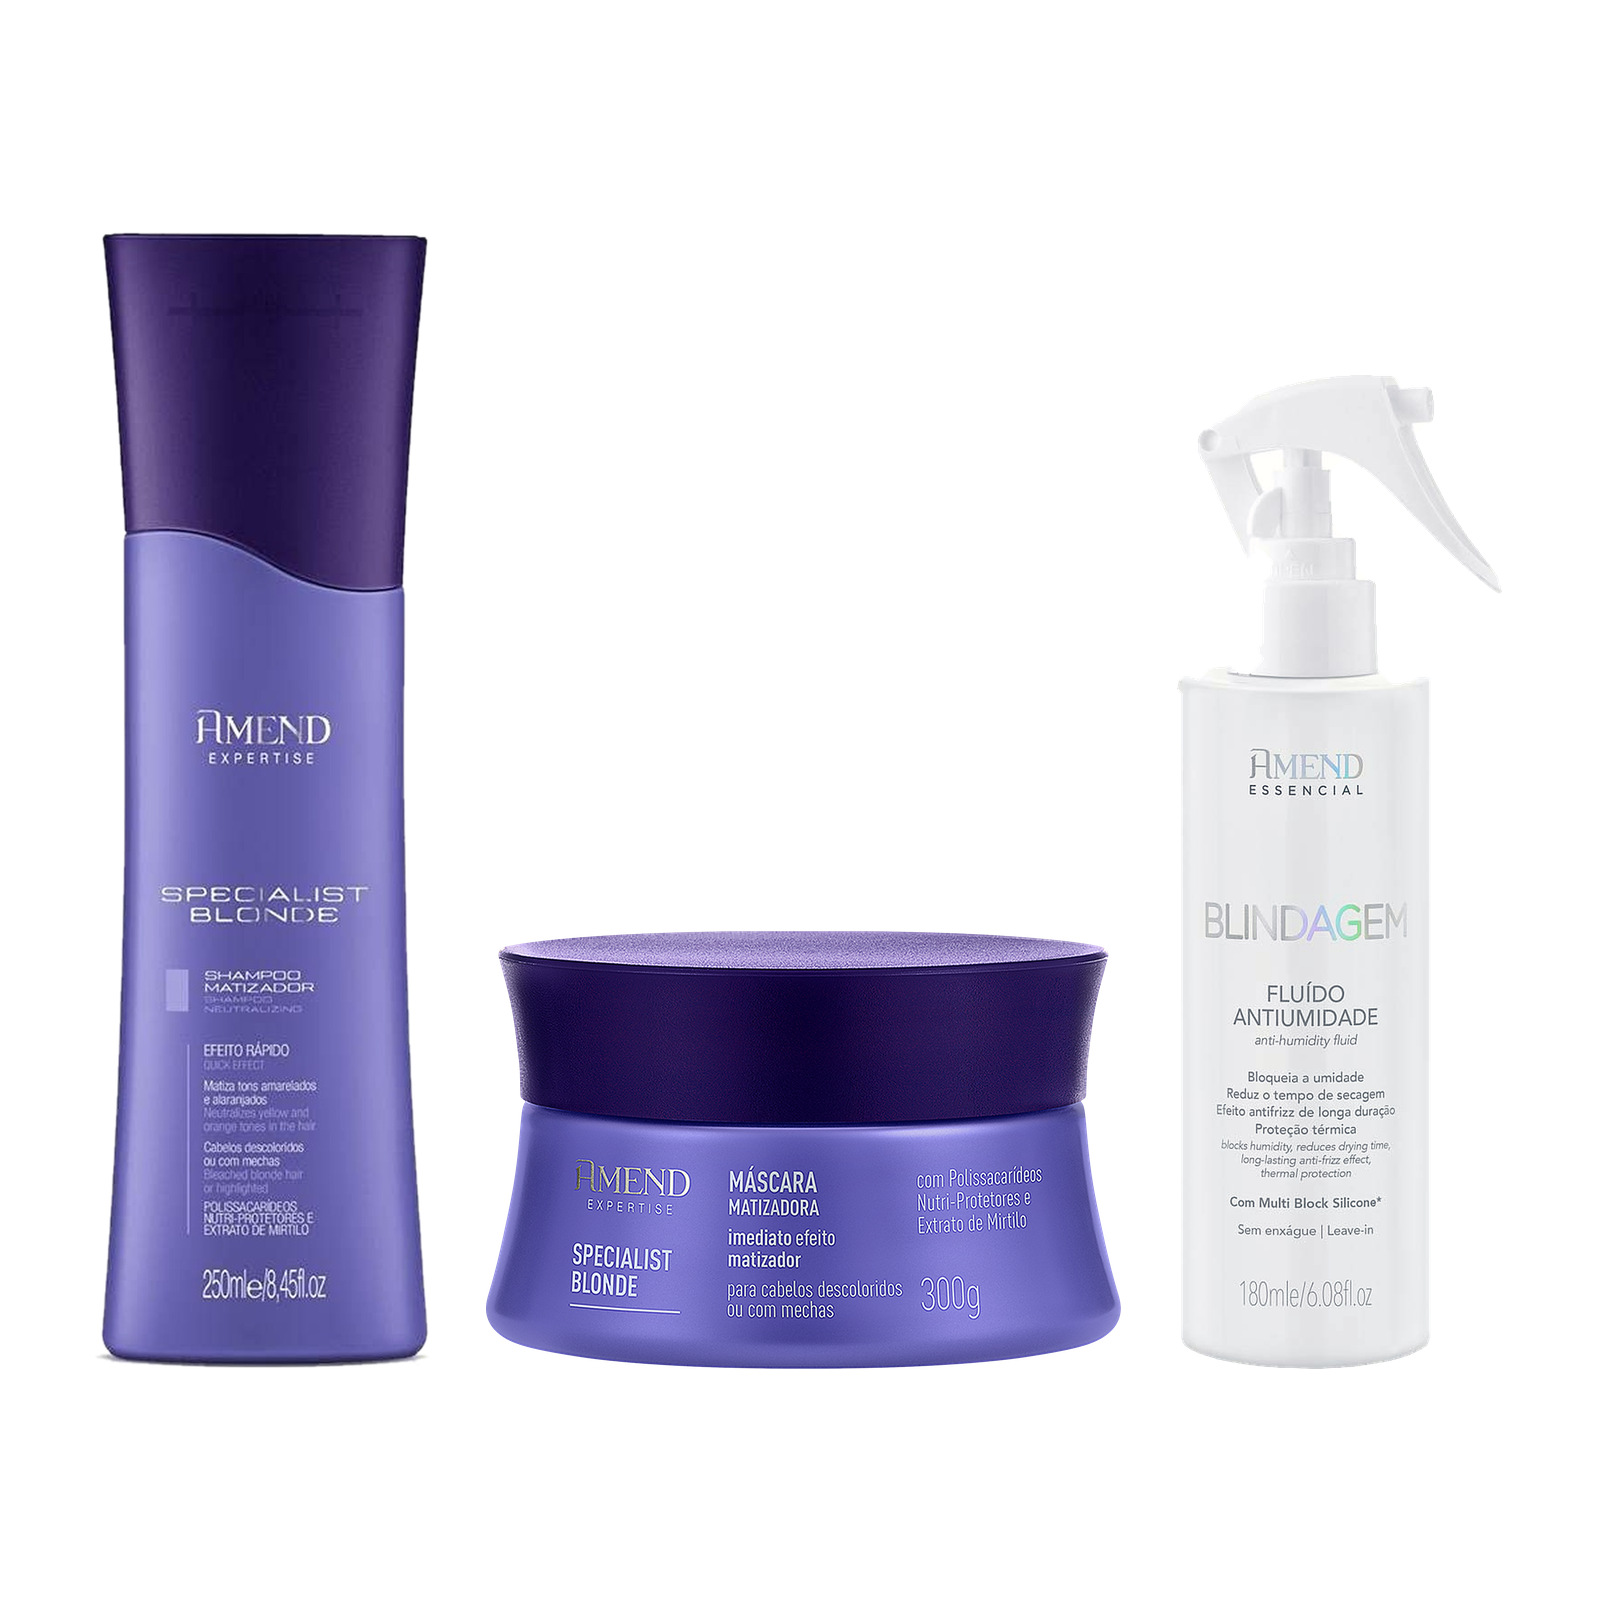 AMEND
EXPERTISE
SPECIALIST
BLONDE
SHAMPOO
MATIZADOR
SHAMPOO
NEUTRALIZING
EFEITO RÁPIDO
QUICK EFFECT
Matiza tons amarelados
e alaranjados
Neutralizes yellow and
orange tones in the hair
Cabelos descoloridos
ou com mechas
Bleached blonde hair
or highlighted
POLISSACARÍDEOS
NUTRI-PROTETORES E
EXTRATO DE MIRTILO
250ml℮/8,45fl.oz
AMEND
EXPERTISE
SPECIALIST
BLONDE
MÁSCARA
MATIZADORA
imediato efeito
matizador
para cabelos descoloridos
ou com mechas
com Polissacarídeos
Nutri-Protetores e
Extrato de Mirtilo
300g
AMEND
ESSENCIAL
BLINDAGEM
FLUÍDO
ANTIUMIDADE
anti-humidity fluid
Bloqueia a umidade
Reduz o tempo de secagem
Efeito antifrizz de longa duração
Proteção térmica
blocks humidity, reduces drying time,
long-lasting anti-frizz effect,
thermal protection
Com Multi Block Silicone*
Sem enxágue | Leave-in
180ml℮/6.08fl.oz